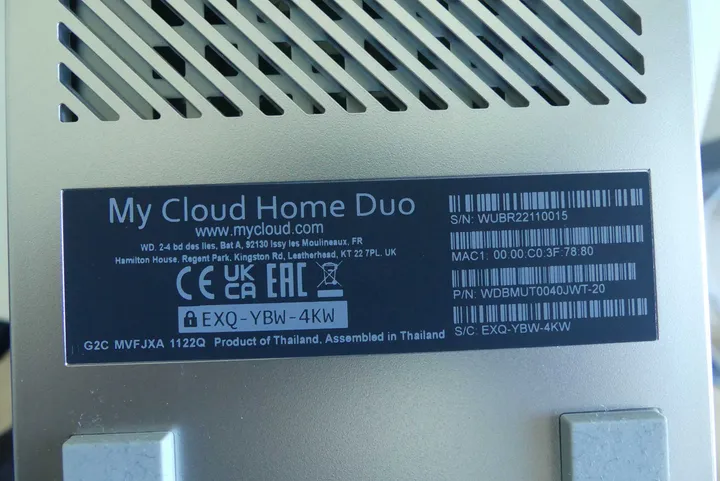 My Cloud Home Duo
www.mycloud.com
WD, 2-4 bd des Iles, Bat A, 92130 Issy les Moulineaux, FR
Hamilton House, Regent Park, Kingston Rd, Leatherhead, KT 22 7PL. UK
CE UK CA EAC
EXQ-YBW-4KW
G2C MVFJXA 1122Q Product of Thailand, Assembled in Thailand
S/N: WUBR22110015
MAC1: 00.00.C0.3F.78.80
P/N: WDBMUT0040JWT-20
S/C: EXQ-YBW-4KW